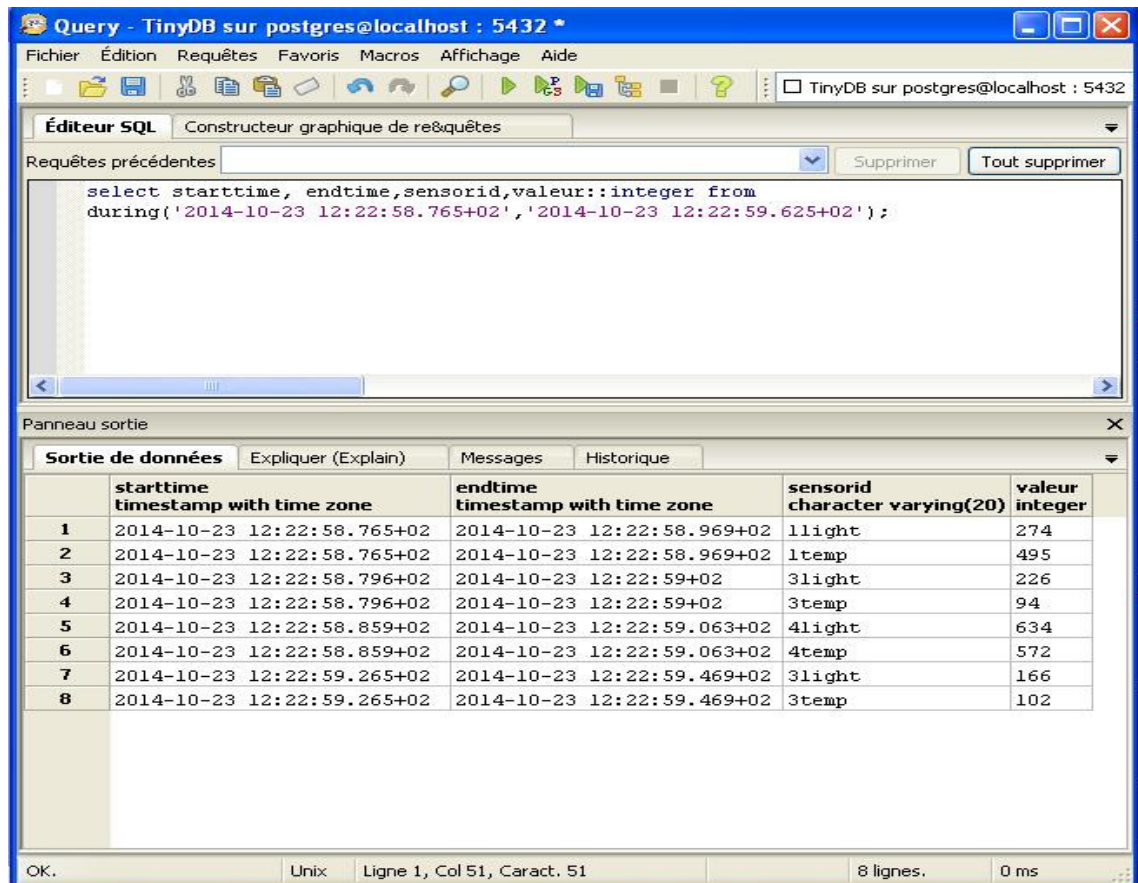 Query - TinyDB sur postgres@localhost : 5432 *
Fichier Édition Requêtes Favoris Macros Affichage Aide
TinyDB sur postgres@localhost : 5432
Éditeur SQL Constructeur graphique de re&quêtes
Requêtes précédentes Supprimer Tout supprimer
select starttime, endtime,sensorid,valeur::integer from
during('2014-10-23 12:22:58.765+02','2014-10-23 12:22:59.625+02');
Panneau sortie
Sortie de données Expliquer (Explain) Messages Historique
starttime endtime sensorid valeur
timestamp with time zone timestamp with time zone character varying(20) integer
1 2014-10-23 12:22:58.765+02 2014-10-23 12:22:58.969+02 1light 274
2 2014-10-23 12:22:58.765+02 2014-10-23 12:22:58.969+02 1temp 495
3 2014-10-23 12:22:58.796+02 2014-10-23 12:22:59+02 3light 226
4 2014-10-23 12:22:58.796+02 2014-10-23 12:22:59+02 3temp 94
5 2014-10-23 12:22:58.859+02 2014-10-23 12:22:59.063+02 4light 634
6 2014-10-23 12:22:58.859+02 2014-10-23 12:22:59.063+02 4temp 572
7 2014-10-23 12:22:59.265+02 2014-10-23 12:22:59.469+02 3light 166
8 2014-10-23 12:22:59.265+02 2014-10-23 12:22:59.469+02 3temp 102
OK. Unix Ligne 1, Col 51, Caract. 51 8 lignes. 0 ms